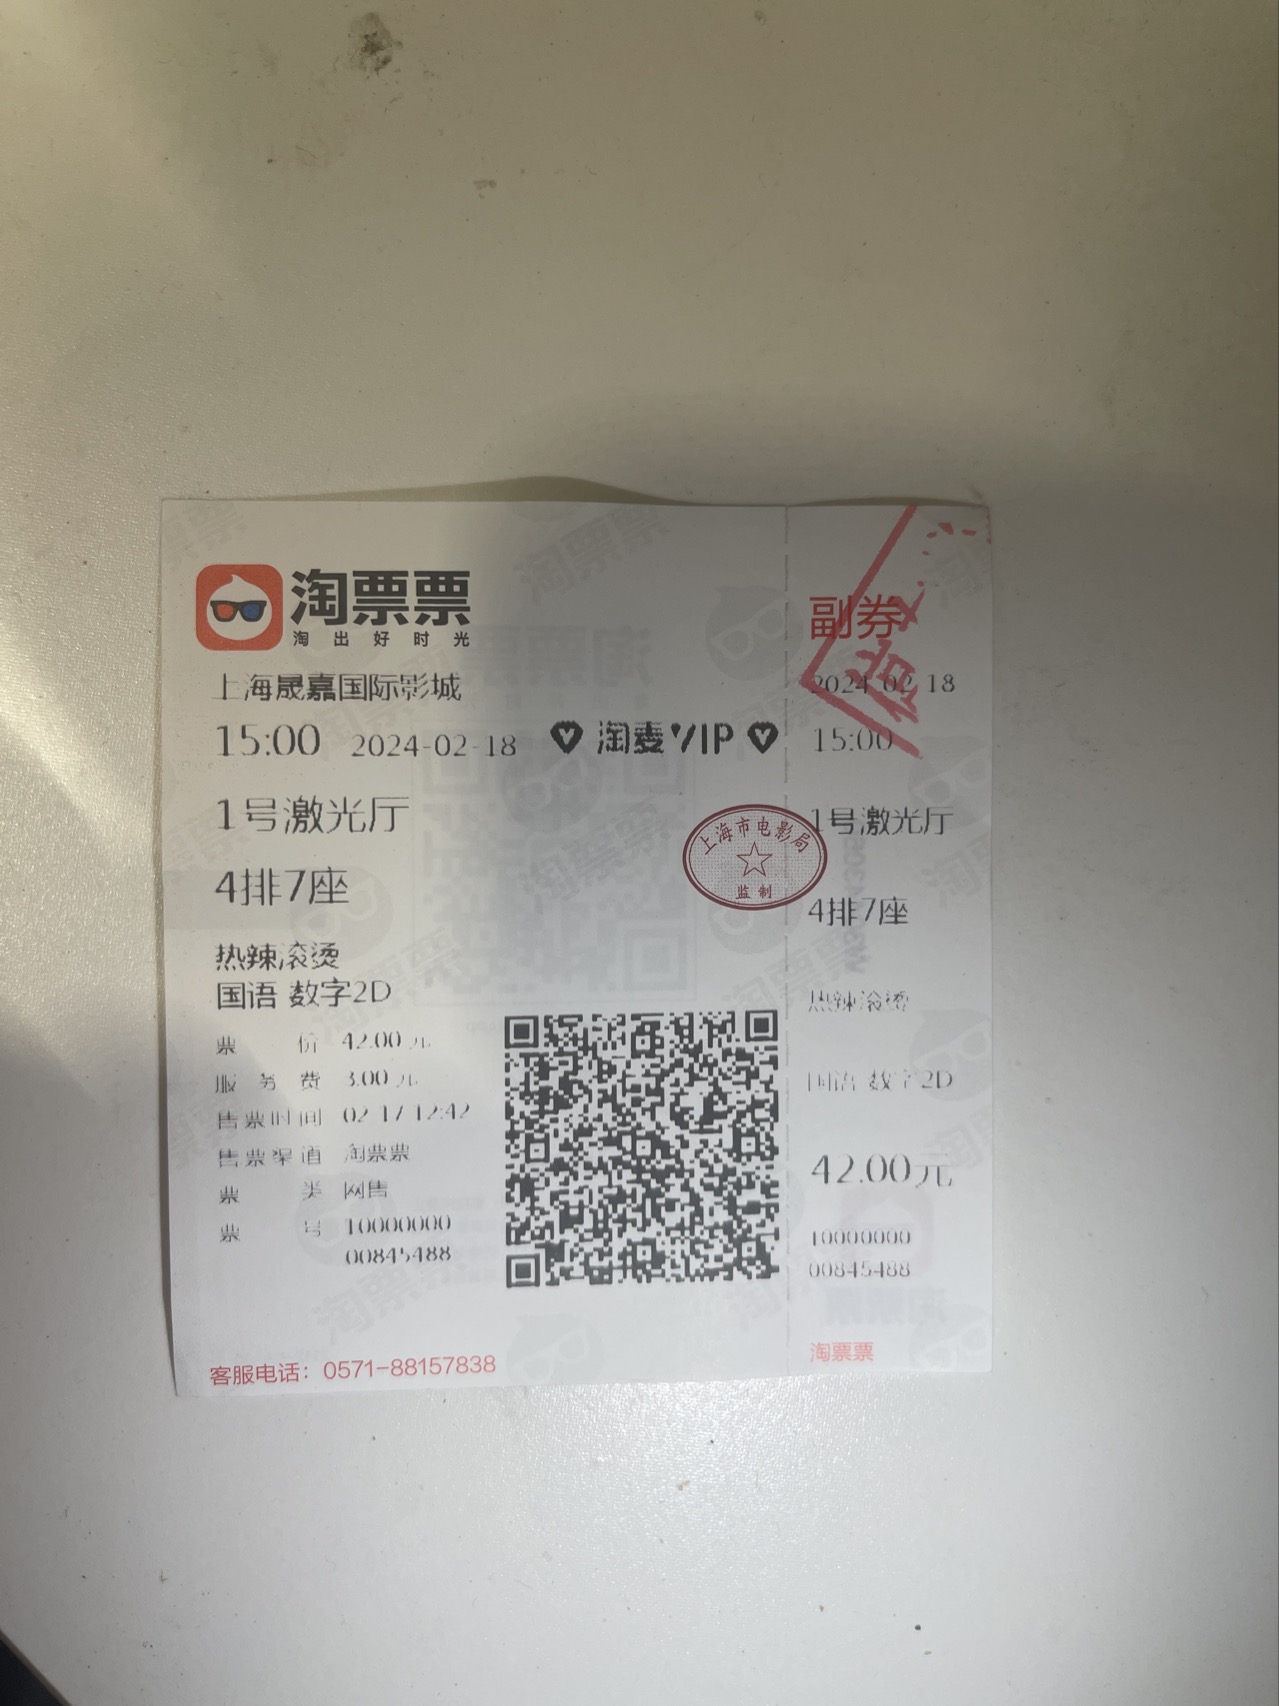 淘票票
淘出好时光
上海晟嘉国际影城
15:00 2024-02-18 淘麦VIP
1号激光厅
4排7座
热辣滚烫
国语 数字2D
票 价 42.00元
服务费 3.00元
售票时间 02-17 12:42
售票渠道 淘票票
票 类 网售
票 号 10000000
00845488
客服电话：0571-88157838
上海市电影局
监制
副券
2024-02-18
15:00
1号激光厅
4排7座
热辣滚烫
国语 数字2D
42.00元
10000000
00845488
淘票票